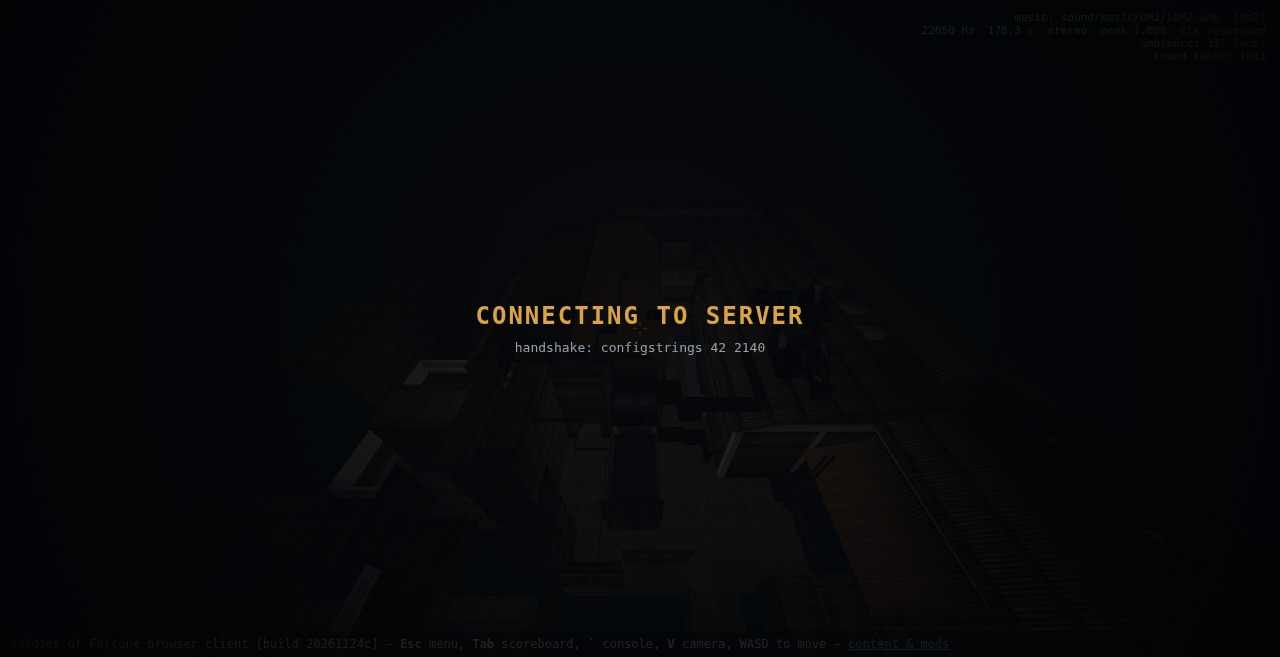 music: sound/music/DM2/lDM2.adp [dm2]
22050 Hz 178.3 s stereo peak 1.000 ctx suspended
ambience: 337 loops
sound table: 1013
CONNECTING TO SERVER
handshake: configstrings 42 2140
Soldier of Fortune browser client [build 20261124c] — Esc menu, Tab scoreboard, ` console, V camera, WASD to move — content & mods